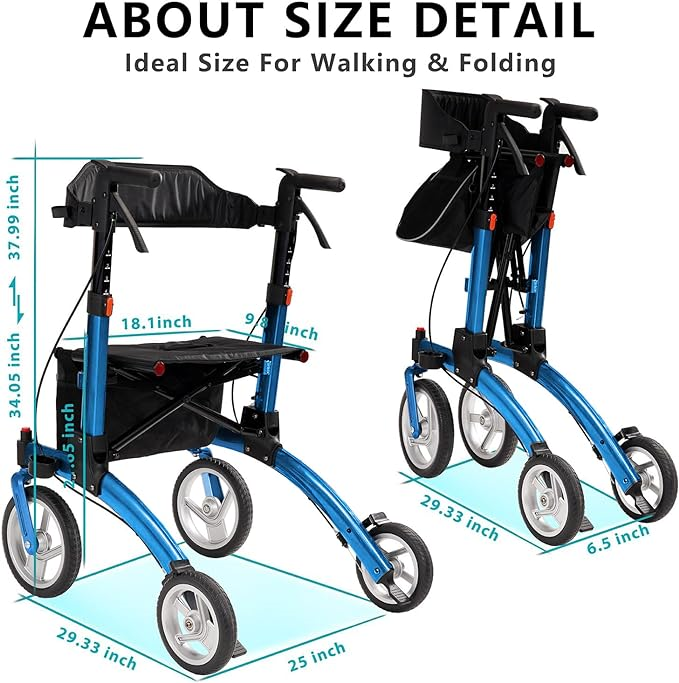 ABOUT SIZE DETAIL
Ideal Size For Walking & Folding
37.99 inch
34.05 inch
18.1inch
inch
29.33 inch
25 inch
29.33 inch
6.5 inch